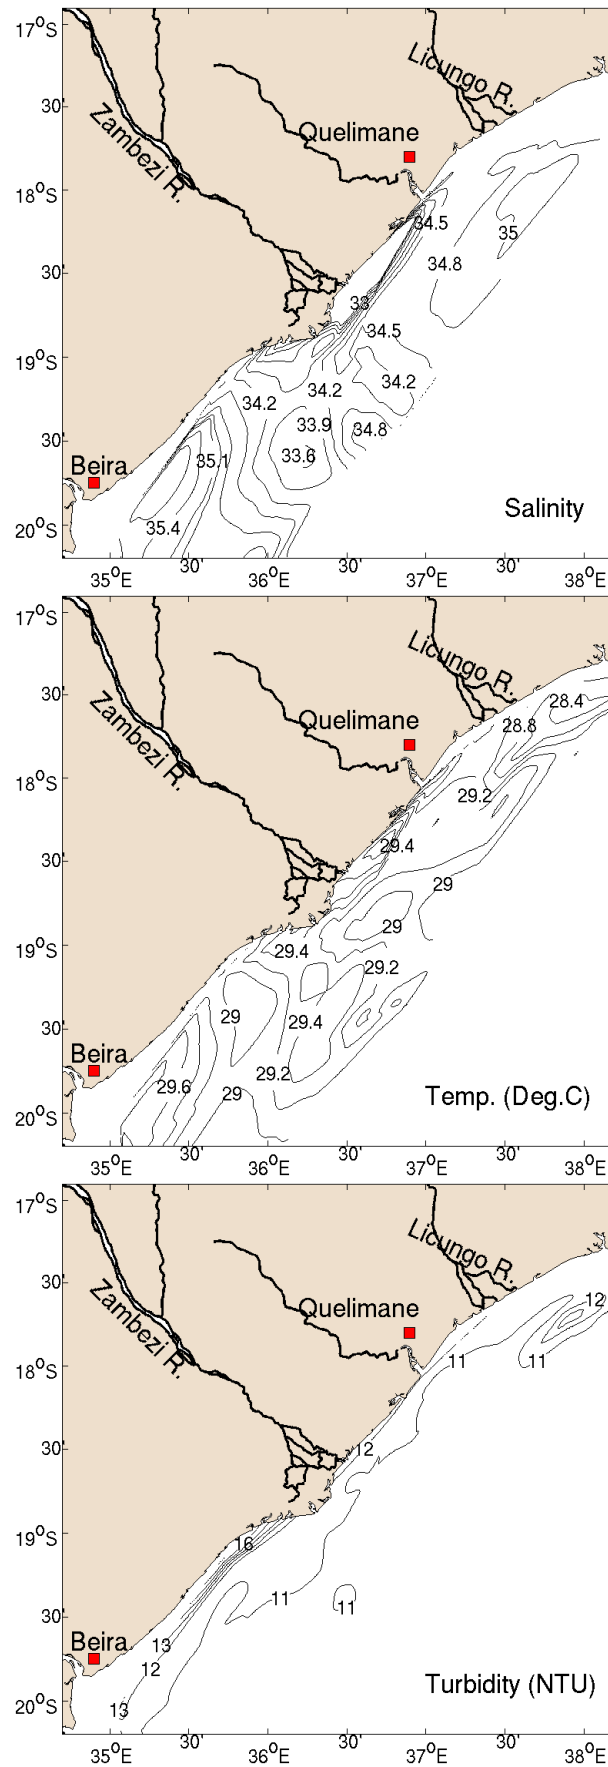 17°S
Licungo R.
30'
Zambezi R.
Quelimane
18°S
34.5
35
34.8
30'
33
34.5
19°S
34.2
34.2
34.2
33.9
34.8
30'
33.6
35.1
Beira
35.4
Salinity
20°S
35°E 30' 36°E 30' 37°E 30' 38°E
17°S
Licungo R.
30'
28.4
Zambezi R.
Quelimane
28.8
18°S
29.2
29.4
30'
29
29
19°S
29.4
29.2
29
29.4
30'
Beira
29.2
29.6
29
Temp. (Deg.C)
20°S
35°E 30' 36°E 30' 37°E 30' 38°E
17°S
Licungo R.
30'
12
Zambezi R.
Quelimane
11
11
18°S
12
30'
19°S
16
11
11
30'
13
Beira
12
Turbidity (NTU)
13
20°S
35°E 30' 36°E 30' 37°E 30' 38°E